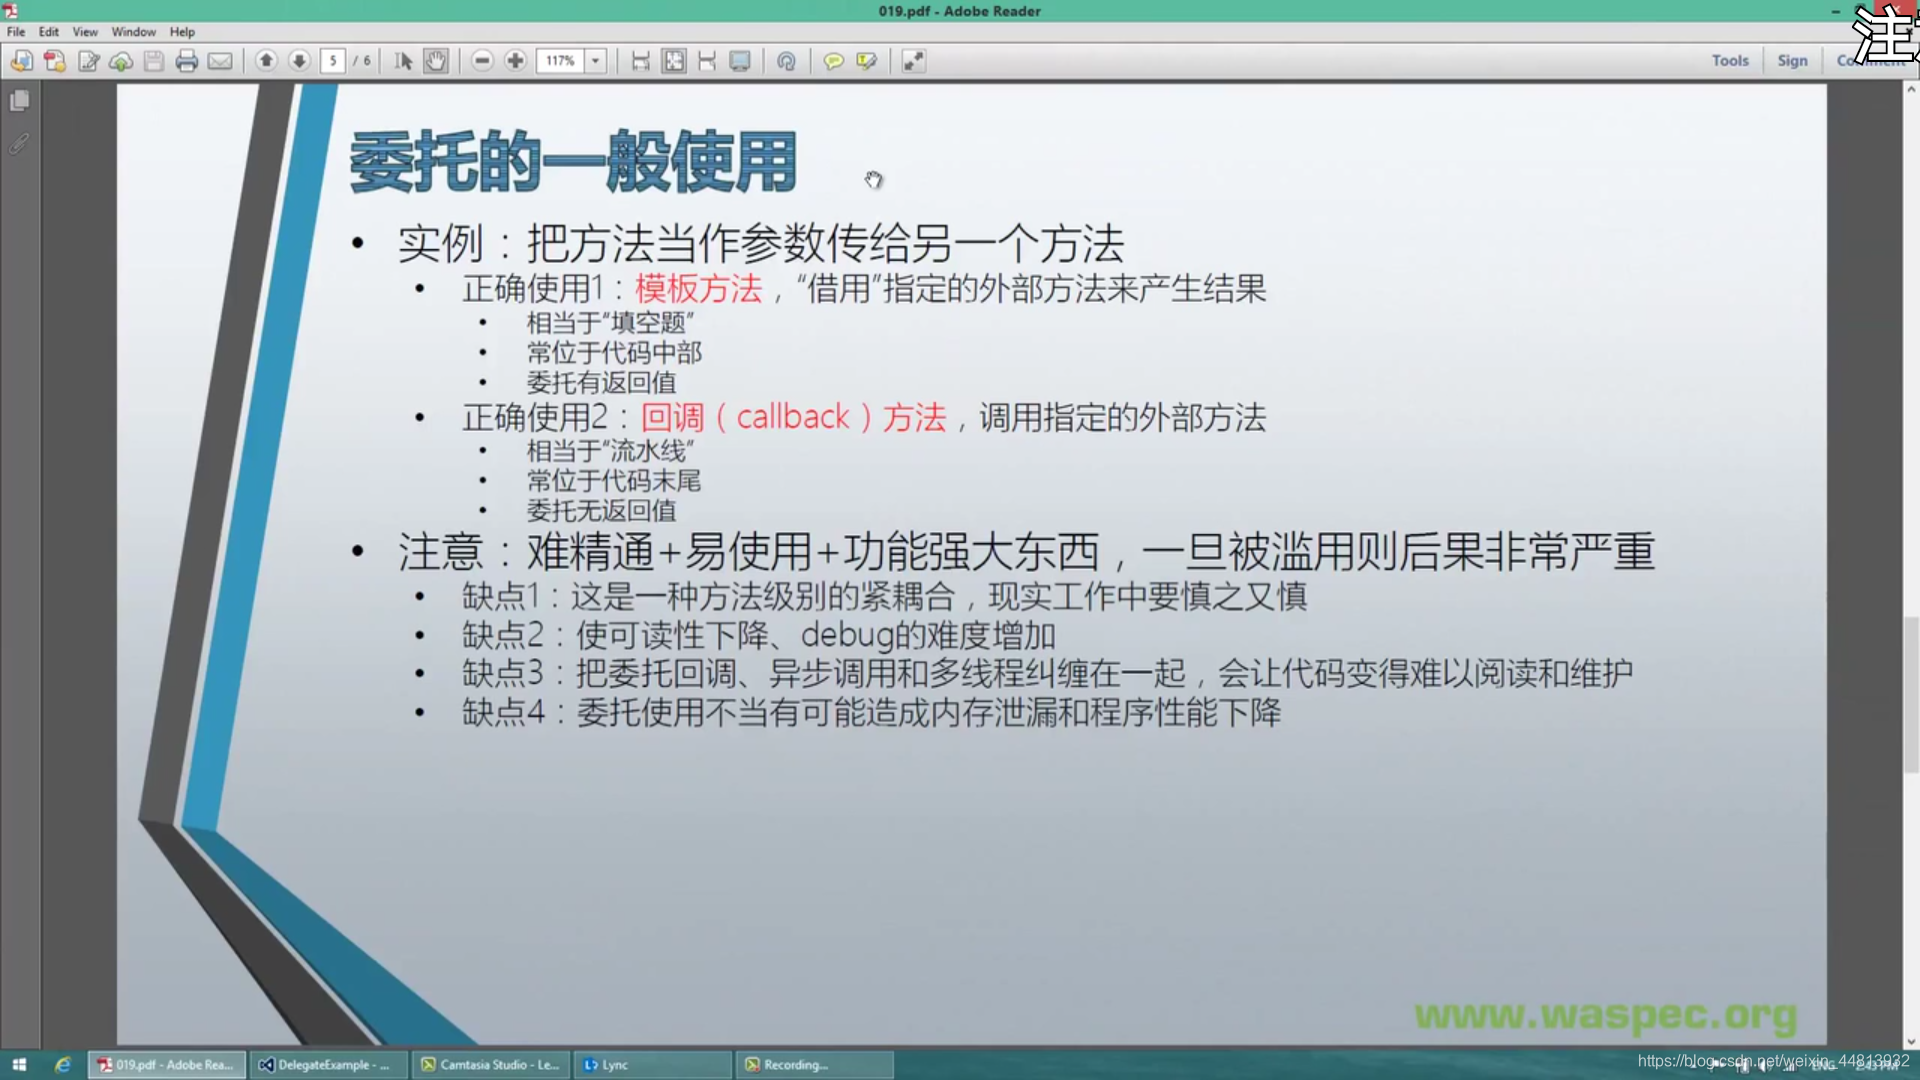 019.pdf - Adobe Reader
注
File Edit View Window Help
5 / 6
117%
Tools Sign Comment
委托的一般使用
• 实例：把方法当作参数传给另一个方法
• 正确使用1：模板方法，“借用”指定的外部方法来产生结果
• 相当于“填空题”
• 常位于代码中部
• 委托有返回值
• 正确使用2：回调（callback）方法，调用指定的外部方法
• 相当于“流水线”
• 常位于代码末尾
• 委托无返回值
• 注意：难精通+易使用+功能强大东西，一旦被滥用则后果非常严重
• 缺点1：这是一种方法级别的紧耦合，现实工作中要慎之又慎
• 缺点2：使可读性下降、debug的难度增加
• 缺点3：把委托回调、异步调用和多线程纠缠在一起，会让代码变得难以阅读和维护
• 缺点4：委托使用不当有可能造成内存泄漏和程序性能下降
www.waspec.org
019.pdf - Adobe Rea... DelegateExample - ... Camtasia Studio - Le... Lync Recording...
https://blog.csdn.net/weixin_44813932